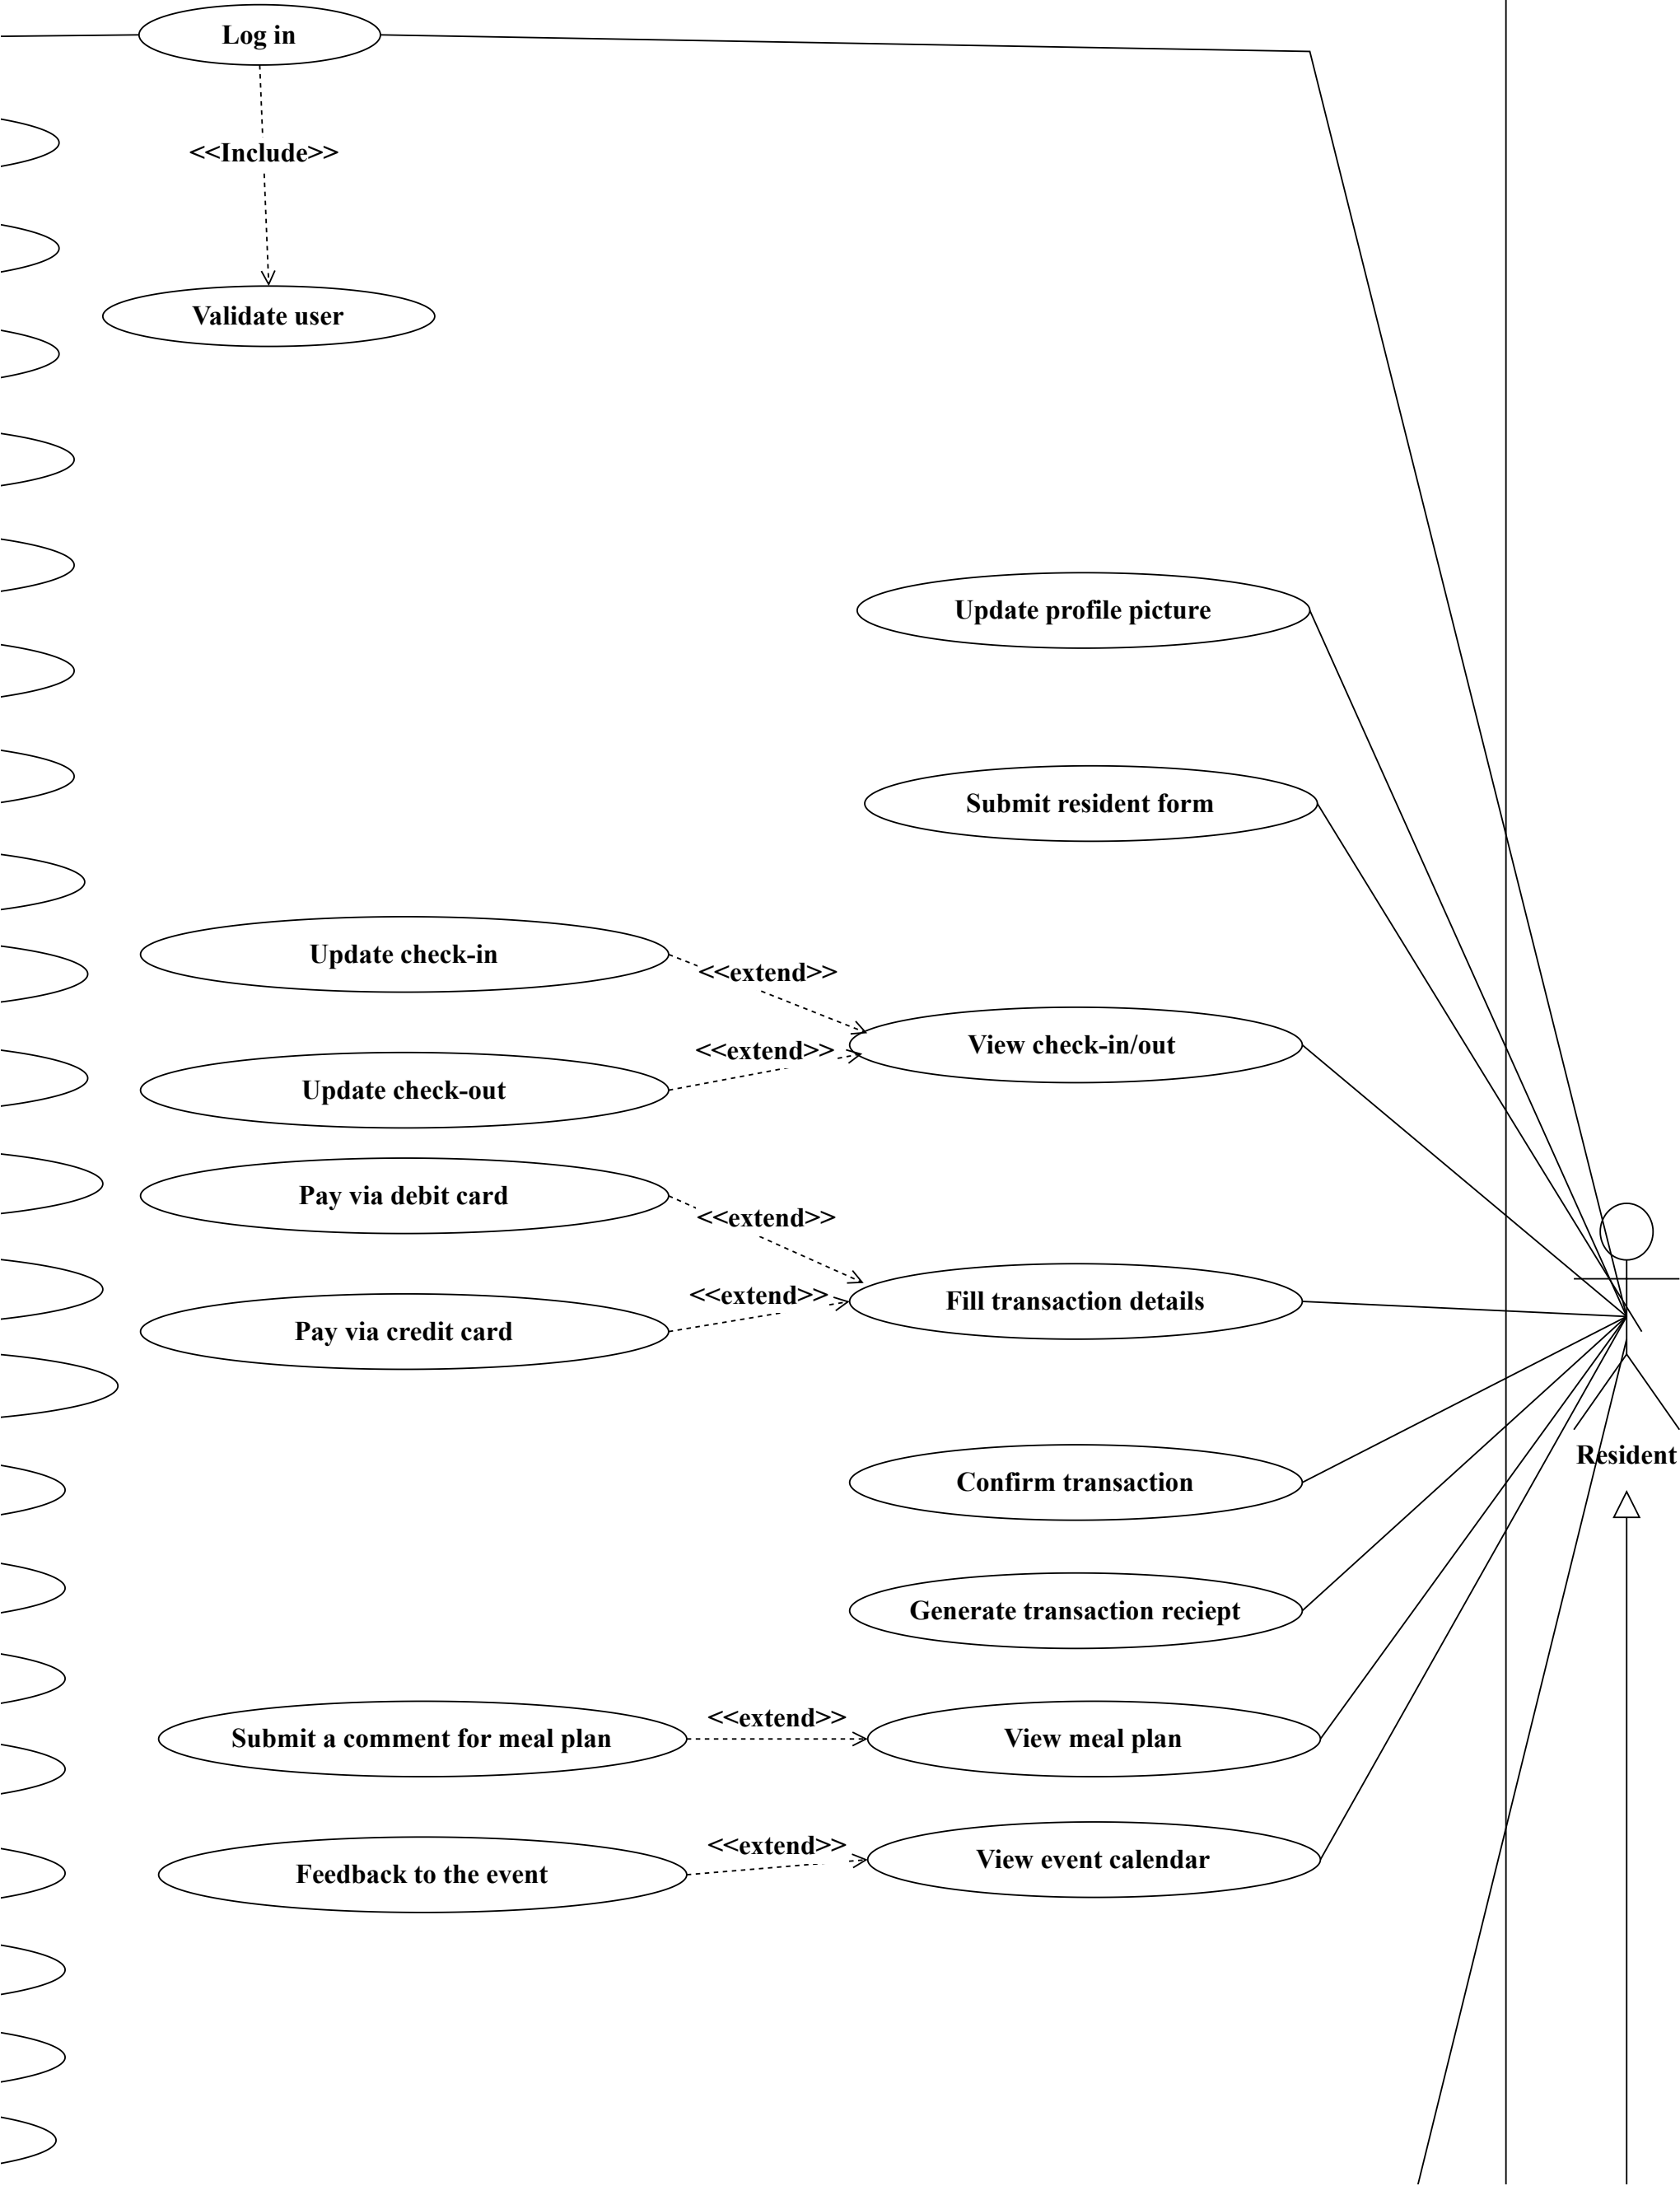 Log in
<<Include>>
Validate user
Update profile picture
Submit resident form
Update check-in
<<extend>>
View check-in/out
<<extend>>
Update check-out
Pay via debit card
<<extend>>
<<extend>>
Fill transaction details
Pay via credit card
Resident
Confirm transaction
Generate transaction reciept
<<extend>>
Submit a comment for meal plan
View meal plan
<<extend>>
View event calendar
Feedback to the event